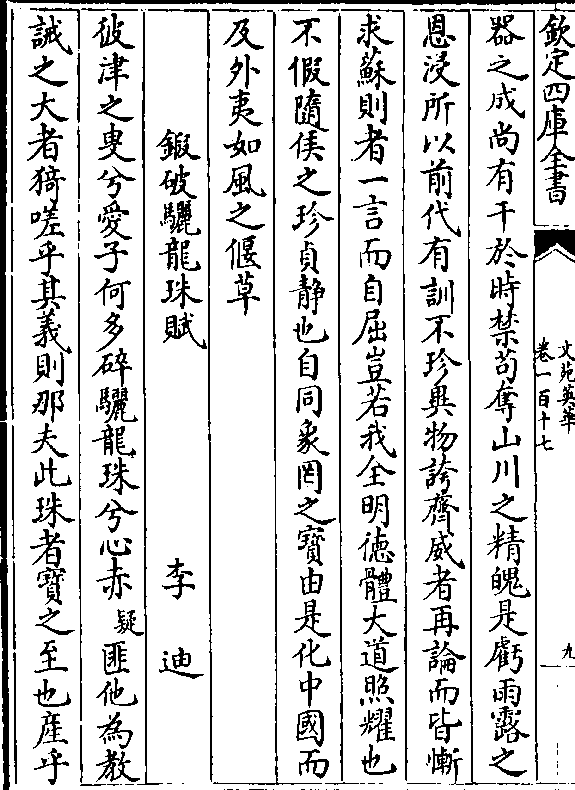 欽定四庫全書
文苑英華
卷一百十七
九
器之成尚有干於時禁茍奪山川之精魄是虧雨露之
恩浸所以前代有訓不珍異物誇齊威者再論而皆慚
求蘇則者一言而自屈豈若我全明徳體大道照耀也
不假隨侯之珍貞静也自同象罔之寶由是化中國而
及外夷如風之偃草
鍜破驪龍珠賦 李迪
彼津之叟兮愛子何多碎驪龍珠兮心赤疑匪他為教
誡之大者猗嗟乎其義則那夫此珠者寶之至也産乎